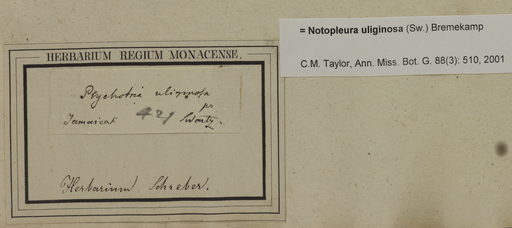 = Notopleura uliginosa (Sw.) Bremekamp
C.M. Taylor, Ann. Miss. Bot. G. 88(3): 510, 2001
HERBARIUM REGIUM MONACENSE.
Psychotria uliginosa
Jamaica 421 Swartz.
Herbarium Schreber.